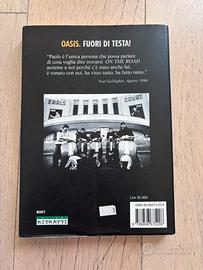 OASIS. FUORI DI TESTA!
"Paolo è l'unica persona che possa parlare
di cosa voglia dire trovarsi ON THE ROAD
assieme a noi perché c'è stato anche lui,
è venuto con noi, ha visto tutto, ha fatto tutto."
Noel Gallagher, Agosto 1996
EARLS COURT
Lire 30.000
RITRATTI